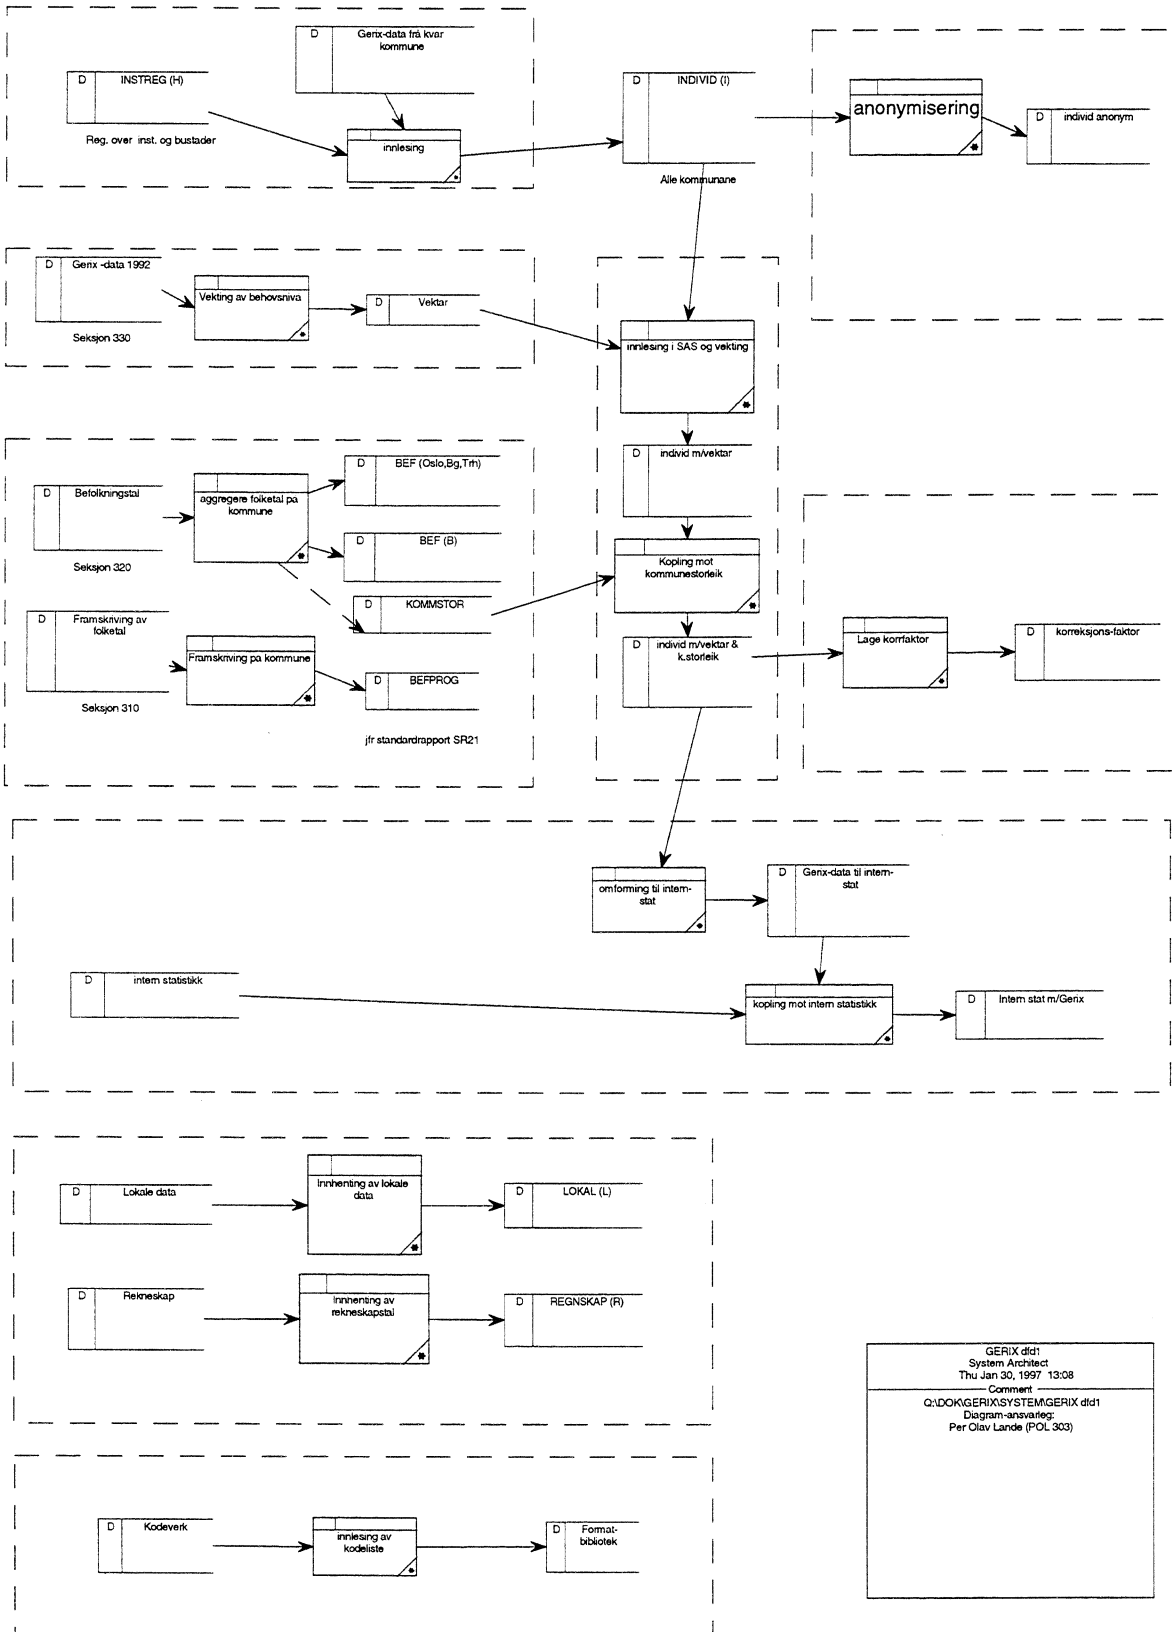 D
Gerix-data frå kvar
kommune
D
INSTREG (H)
Reg. over inst. og bustader
innlesing
D
INDIVID (I)
Alle kommunane
anonymisering
D
individ anonym
D
Gerix -data 1992
Seksjon 330
Vekting av behovsniva
D
Vektar
innlesing i SAS og vekting
D
individ m/vektar
D
Befolkningstal
Seksjon 320
aggregere folketal pa
kommune
D
BEF (Oslo,Bg,Trh)
D
BEF (B)
D
KOMMSTOR
Kopling mot
kommunestorleik
D
Framskriving av
folketal
Seksjon 310
Framskriving pa kommune
D
BEFPROG
jfr standardrapport SR21
D
individ m/vektar &
k.storleik
Lage korrfaktor
D
korreksjons-faktor
omforming til intern-
stat
D
Gerix-data til intern-
stat
D
intern statistikk
kopling mot intern statistikk
D
Intern stat m/Gerix
D
Lokale data
Innhenting av lokale
data
D
LOKAL (L)
D
Rekneskap
Innhenting av
rekneskapstal
D
REGNSKAP (R)
GERIX dfd1
System Architect
Thu Jan 30, 1997 13:08
Comment
Q:\DOK\GERIX\SYSTEM\GERIX dfd1
Diagram-ansvarleg:
Per Olav Lande (POL 303)
D
Kodeverk
innlesing av
kodeliste
D
Format-
bibliotek